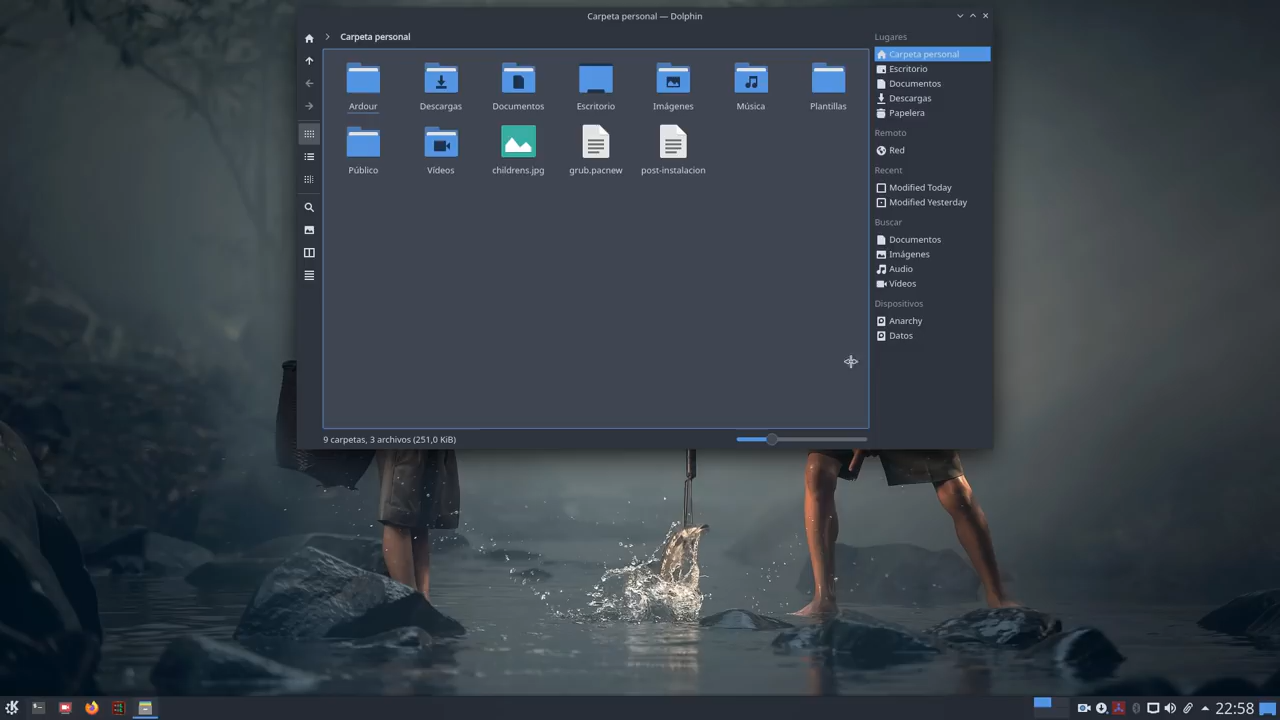 Carpeta personal — Dolphin
Carpeta personal
Ardour
Descargas
Documentos
Escritorio
Imágenes
Música
Plantillas
Público
Vídeos
childrens.jpg
grub.pacnew
post-instalacion
9 carpetas, 3 archivos (251,0 KiB)
Lugares
Carpeta personal
Escritorio
Documentos
Descargas
Papelera
Remoto
Red
Recent
Modified Today
Modified Yesterday
Buscar
Documentos
Imágenes
Audio
Vídeos
Dispositivos
Anarchy
Datos
22:58